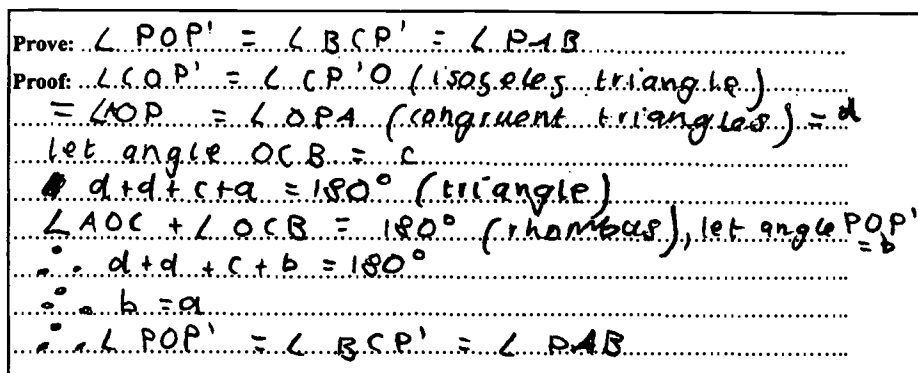 Prove: ∠ POP' = ∠ BCP' = ∠ PAB
Proof: ∠COP' = ∠ CP'O (isoseles triangle)
= ∠AOP = ∠ OPA (congruent triangles) = d
let angle OCB = c
d+d+c+a = 180° (triangle)
∠AOC + ∠OCB = 180° (rhombus), let angle POP' = b
∴ d+d+c+b = 180°
∴ b = a
∴ ∠ POP' = ∠ BCP' = ∠ PAB